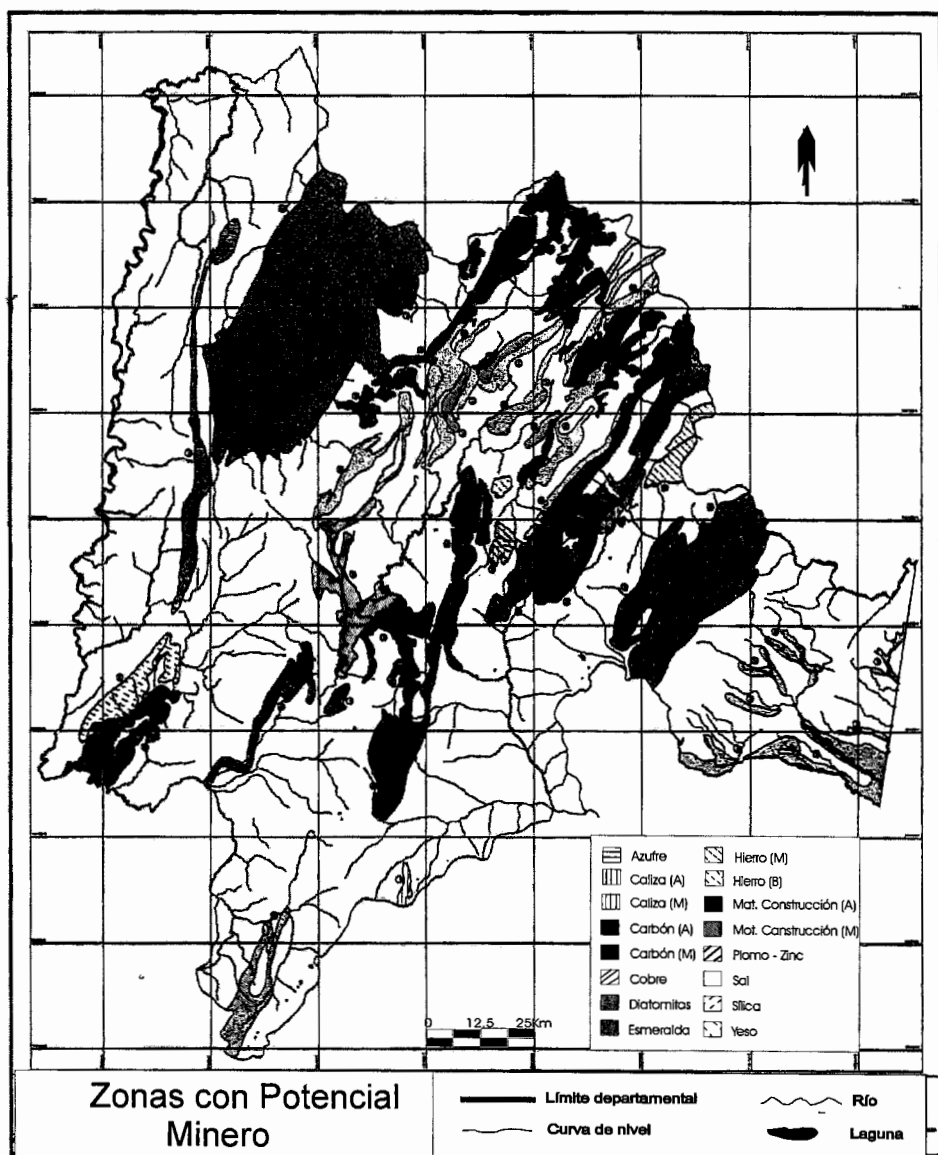 Azufre
Caliza (A)
Caliza (M)
Carbón (A)
Carbón (M)
Cobre
Diatomitas
Esmeralda
Hierro (M)
Hierro (B)
Mat. Construcción (A)
Mat. Construcción (M)
Plomo - Zinc
Sal
Sílica
Yeso
0 12.5 25Km
Zonas con Potencial
Minero
Límite departamental
Curva de nivel
Río
Laguna